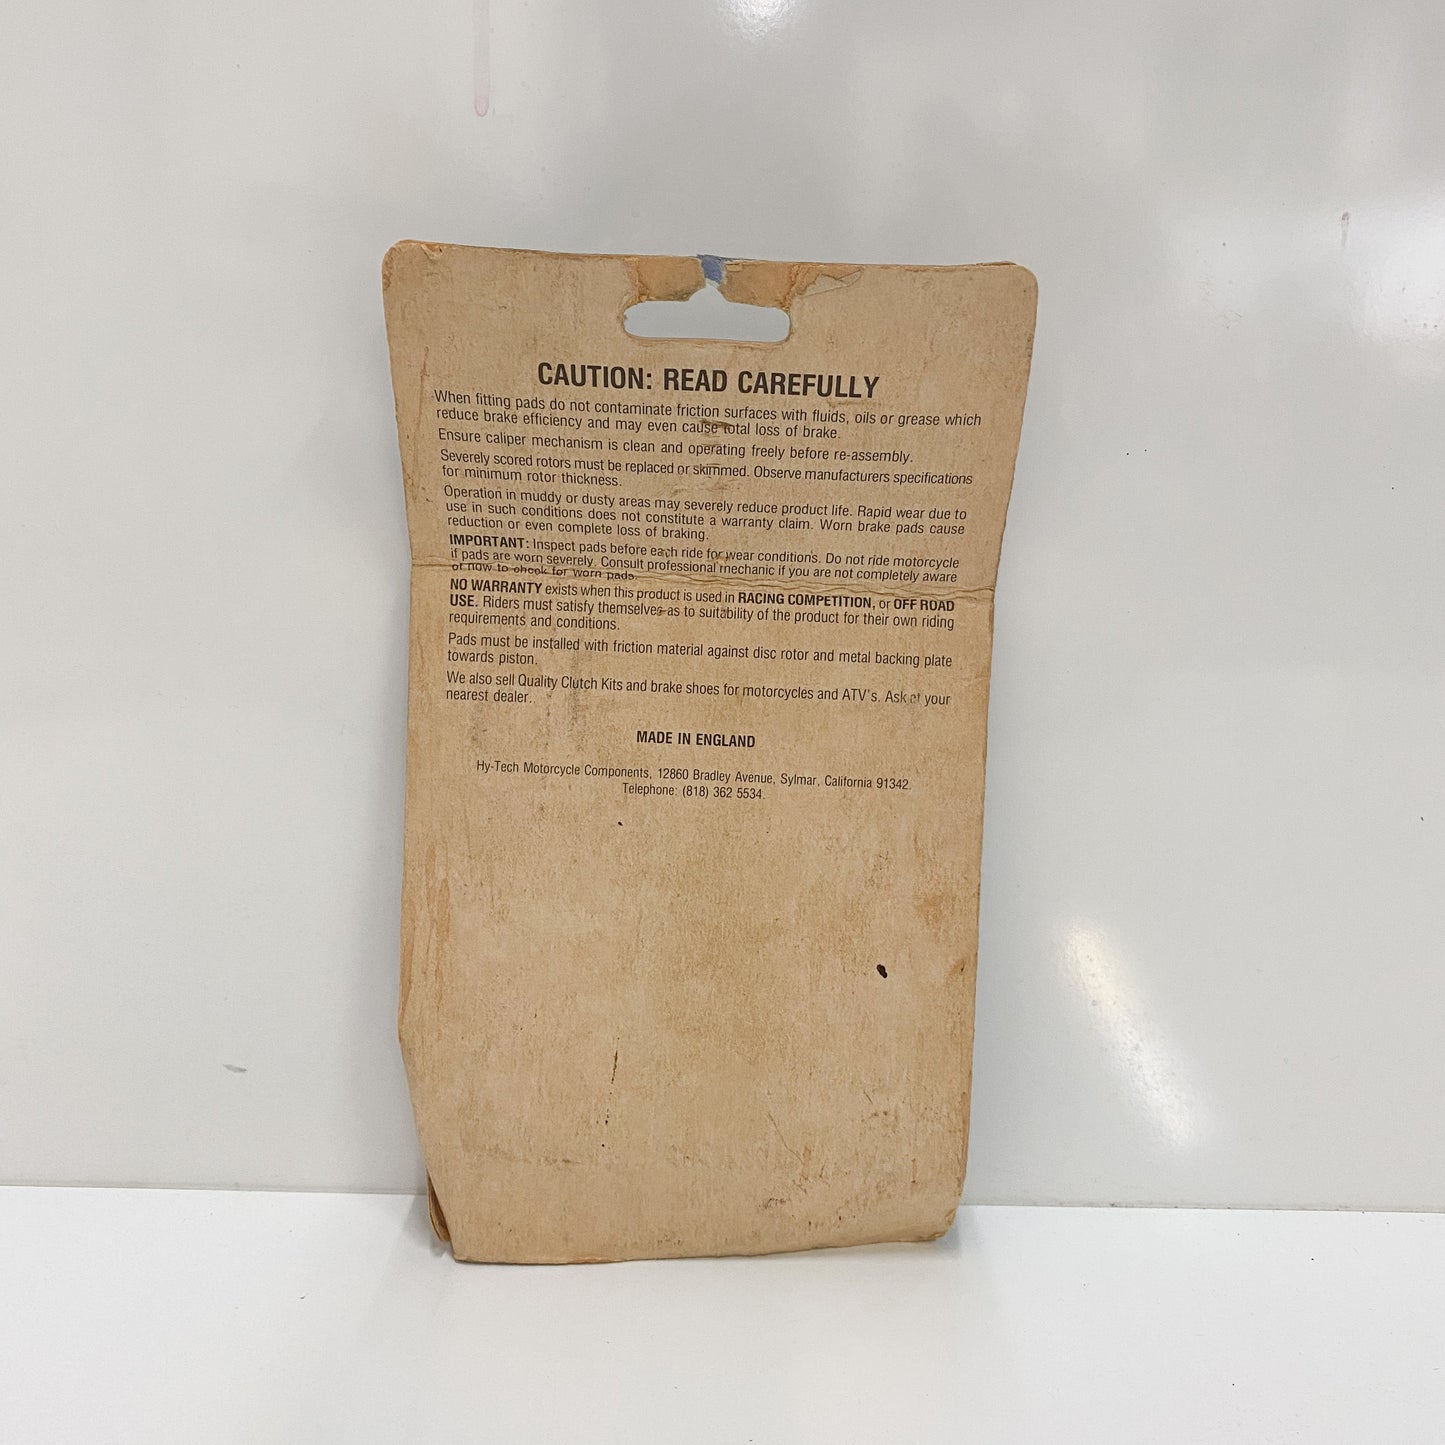 CAUTION: READ CAREFULLY
When fitting pads do not contaminate friction surfaces with fluids, oils or grease which
reduce brake efficiency and may even cause total loss of brake.
Ensure caliper mechanism is clean and operating freely before re-assembly.
Severely scored rotors must be replaced or skimmed. Observe manufacturers specifications
for minimum rotor thickness.
Operation in muddy or dusty areas may severely reduce product life. Rapid wear due to
use in such conditions does not constitute a warranty claim. Worn brake pads cause
reduction or even complete loss of braking.
IMPORTANT: Inspect pads before each ride for wear conditions. Do not ride motorcycle
if pads are worn severely. Consult professional mechanic if you are not completely aware
of how to check for worn pads.
NO WARRANTY exists when this product is used in RACING COMPETITION, or OFF ROAD
USE. Riders must satisfy themselves as to suitability of the product for their own riding
requirements and conditions.
Pads must be installed with friction material against disc rotor and metal backing plate
towards piston.
We also sell Quality Clutch Kits and brake shoes for motorcycles and ATV's. Ask at your
nearest dealer.
MADE IN ENGLAND
Hy-Tech Motorcycle Components, 12860 Bradley Avenue, Sylmar, California 91342.
Telephone: (818) 362 5534.